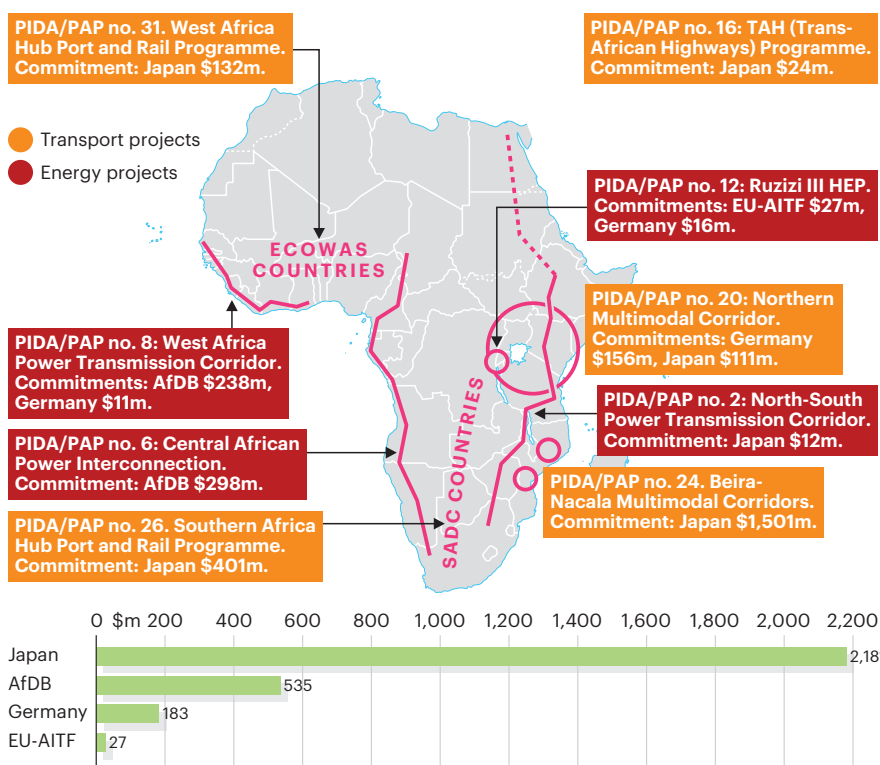 PIDA/PAP no. 31. West Africa
Hub Port and Rail Programme.
Commitment: Japan $132m.
PIDA/PAP no. 16: TAH (Trans-
African Highways) Programme.
Commitment: Japan $24m.
Transport projects
Energy projects
PIDA/PAP no. 12: Ruzizi III HEP.
Commitments: EU-AITF $27m,
Germany $16m.
ECOWAS
COUNTRIES
PIDA/PAP no. 20: Northern
Multimodal Corridor.
Commitments: Germany
$156m, Japan $111m.
PIDA/PAP no. 8: West Africa
Power Transmission Corridor.
Commitments: AfDB $238m,
Germany $11m.
PIDA/PAP no. 2: North-South
Power Transmission Corridor.
Commitment: Japan $12m.
PIDA/PAP no. 6: Central African
Power Interconnection.
Commitment: AfDB $298m.
SADC COUNTRIES
PIDA/PAP no. 24. Beira-
Nacala Multimodal Corridors.
Commitment: Japan $1,501m.
PIDA/PAP no. 26. Southern Africa
Hub Port and Rail Programme.
Commitment: Japan $401m.
0 $m 200 400 600 800 1,000 1,200 1,400 1,600 1,800 2,000 2,200
Japan
AfDB 535
Germany 183
EU-AITF 27